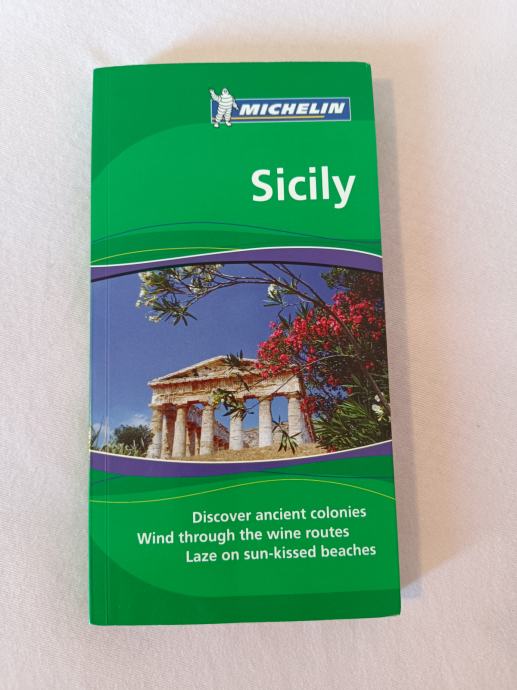 MICHELIN
Sicily
Discover ancient colonies
Wind through the wine routes
Laze on sun-kissed beaches